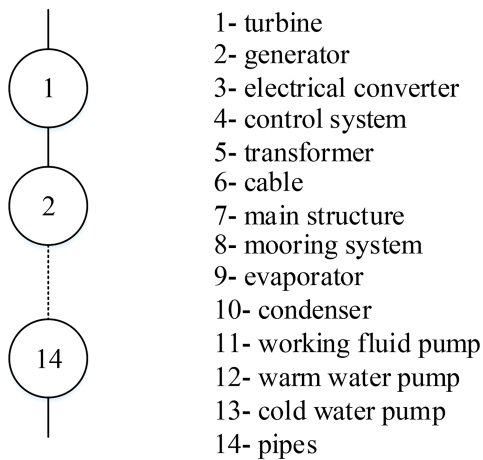 1
2
14
1- turbine
2- generator
3- electrical converter
4- control system
5- transformer
6- cable
7- main structure
8- mooring system
9- evaporator
10- condenser
11- working fluid pump
12- warm water pump
13- cold water pump
14- pipes